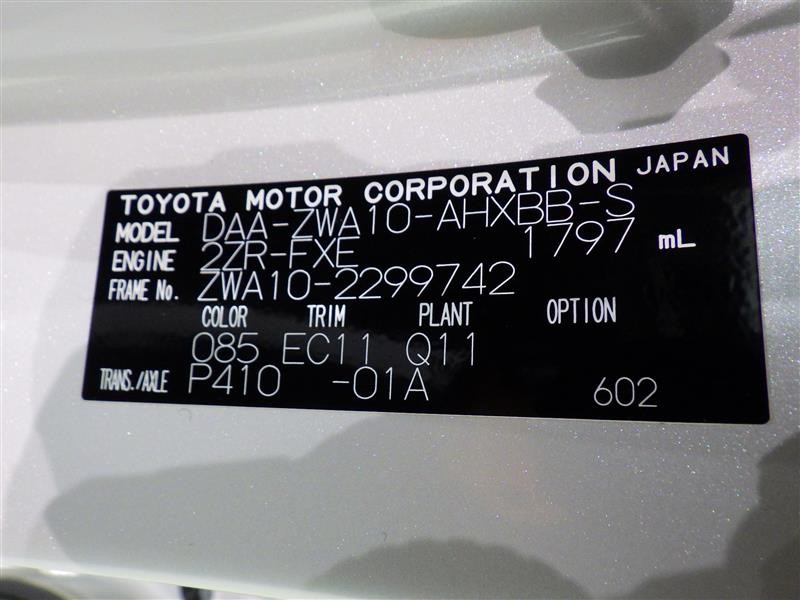 TOYOTA MOTOR CORPORATION JAPAN
MODEL DAA-ZWA10-AHXBB-S
ENGINE 2ZR-FXE 1797 mL
FRAME No. ZWA10-2299742
COLOR TRIM PLANT OPTION
085 EC11 Q11
TRANS./AXLE P410 -01A 602